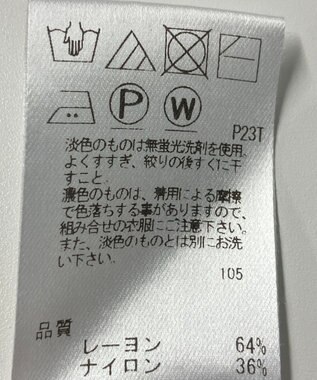 P W
P23T
淡色のものは無蛍光洗剤を使用。
よくすすぎ、絞りの後すぐに干
すこと。
濃色のものは、着用による摩擦
で色落ちする事がありますので、
組み合せの衣服にご注意下さい。
また、淡色のものとは別にお洗
い下さい。
105
品質
レーヨン 64%
ナイロン 36%